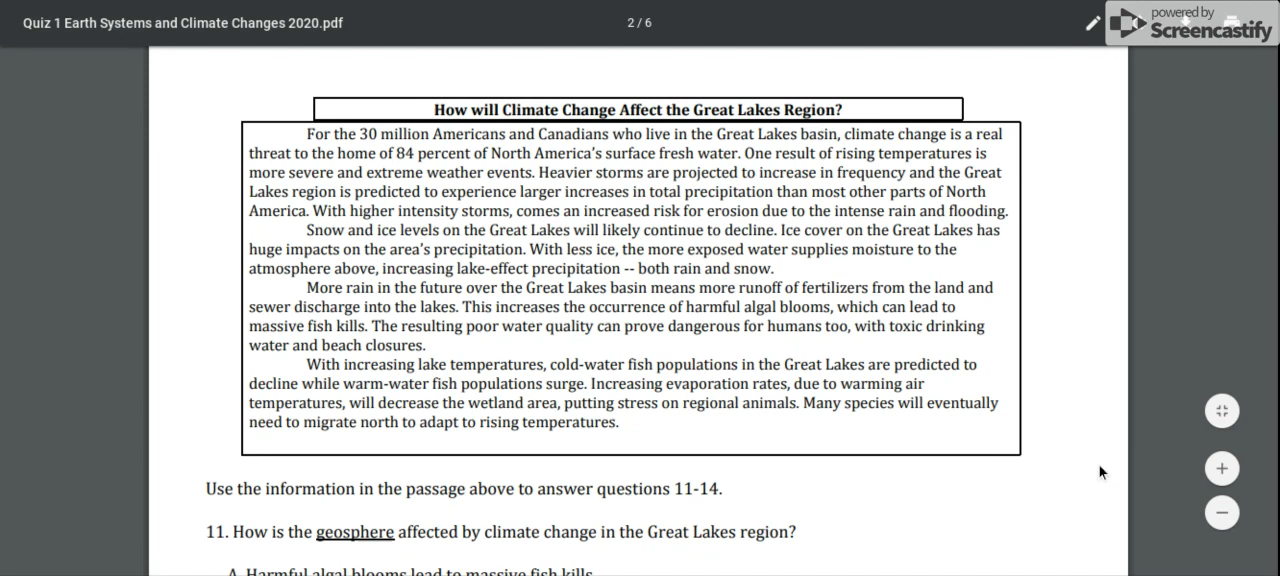 Quiz 1 Earth Systems and Climate Changes 2020.pdf
2 / 6
powered by
Screencastify
How will Climate Change Affect the Great Lakes Region?
For the 30 million Americans and Canadians who live in the Great Lakes basin, climate change is a real
threat to the home of 84 percent of North America's surface fresh water. One result of rising temperatures is
more severe and extreme weather events. Heavier storms are projected to increase in frequency and the Great
Lakes region is predicted to experience larger increases in total precipitation than most other parts of North
America. With higher intensity storms, comes an increased risk for erosion due to the intense rain and flooding.
Snow and ice levels on the Great Lakes will likely continue to decline. Ice cover on the Great Lakes has
huge impacts on the area's precipitation. With less ice, the more exposed water supplies moisture to the
atmosphere above, increasing lake-effect precipitation -- both rain and snow.
More rain in the future over the Great Lakes basin means more runoff of fertilizers from the land and
sewer discharge into the lakes. This increases the occurrence of harmful algal blooms, which can lead to
massive fish kills. The resulting poor water quality can prove dangerous for humans too, with toxic drinking
water and beach closures.
With increasing lake temperatures, cold-water fish populations in the Great Lakes are predicted to
decline while warm-water fish populations surge. Increasing evaporation rates, due to warming air
temperatures, will decrease the wetland area, putting stress on regional animals. Many species will eventually
need to migrate north to adapt to rising temperatures.
Use the information in the passage above to answer questions 11-14.
11. How is the geosphere affected by climate change in the Great Lakes region?
A. Harmful algal blooms lead to massive fish kills